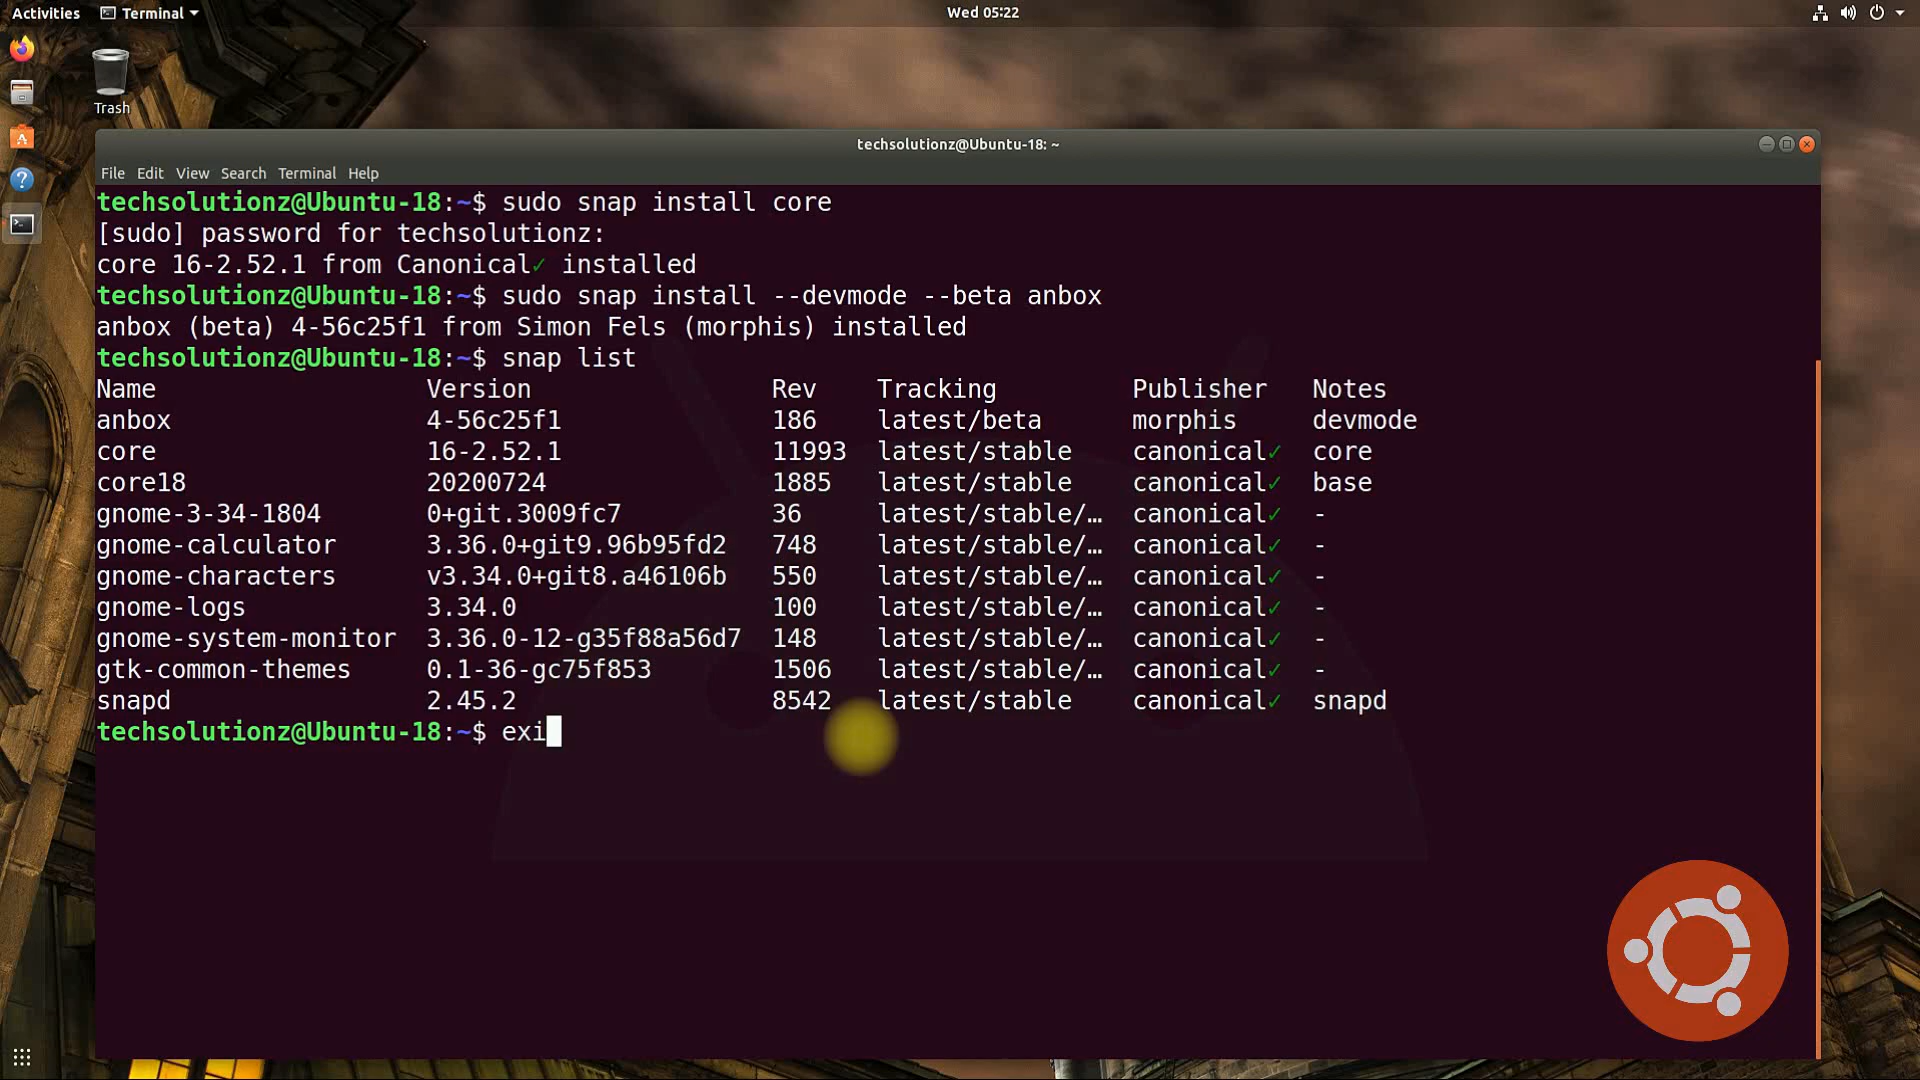 Activities Terminal Wed 05:22
Trash
techsolutionz@Ubuntu-18: ~
File Edit View Search Terminal Help
techsolutionz@Ubuntu-18:~$ sudo snap install core
[sudo] password for techsolutionz:
core 16-2.52.1 from Canonical✓ installed
techsolutionz@Ubuntu-18:~$ sudo snap install --devmode --beta anbox
anbox (beta) 4-56c25f1 from Simon Fels (morphis) installed
techsolutionz@Ubuntu-18:~$ snap list
Name Version Rev Tracking Publisher Notes
anbox 4-56c25f1 186 latest/beta morphis devmode
core 16-2.52.1 11993 latest/stable canonical✓ core
core18 20200724 1885 latest/stable canonical✓ base
gnome-3-34-1804 0+git.3009fc7 36 latest/stable/… canonical✓ -
gnome-calculator 3.36.0+git9.96b95fd2 748 latest/stable/… canonical✓ -
gnome-characters v3.34.0+git8.a46106b 550 latest/stable/… canonical✓ -
gnome-logs 3.34.0 100 latest/stable/… canonical✓ -
gnome-system-monitor 3.36.0-12-g35f88a56d7 148 latest/stable/… canonical✓ -
gtk-common-themes 0.1-36-gc75f853 1506 latest/stable/… canonical✓ -
snapd 2.45.2 8542 latest/stable canonical✓ snapd
techsolutionz@Ubuntu-18:~$ exi